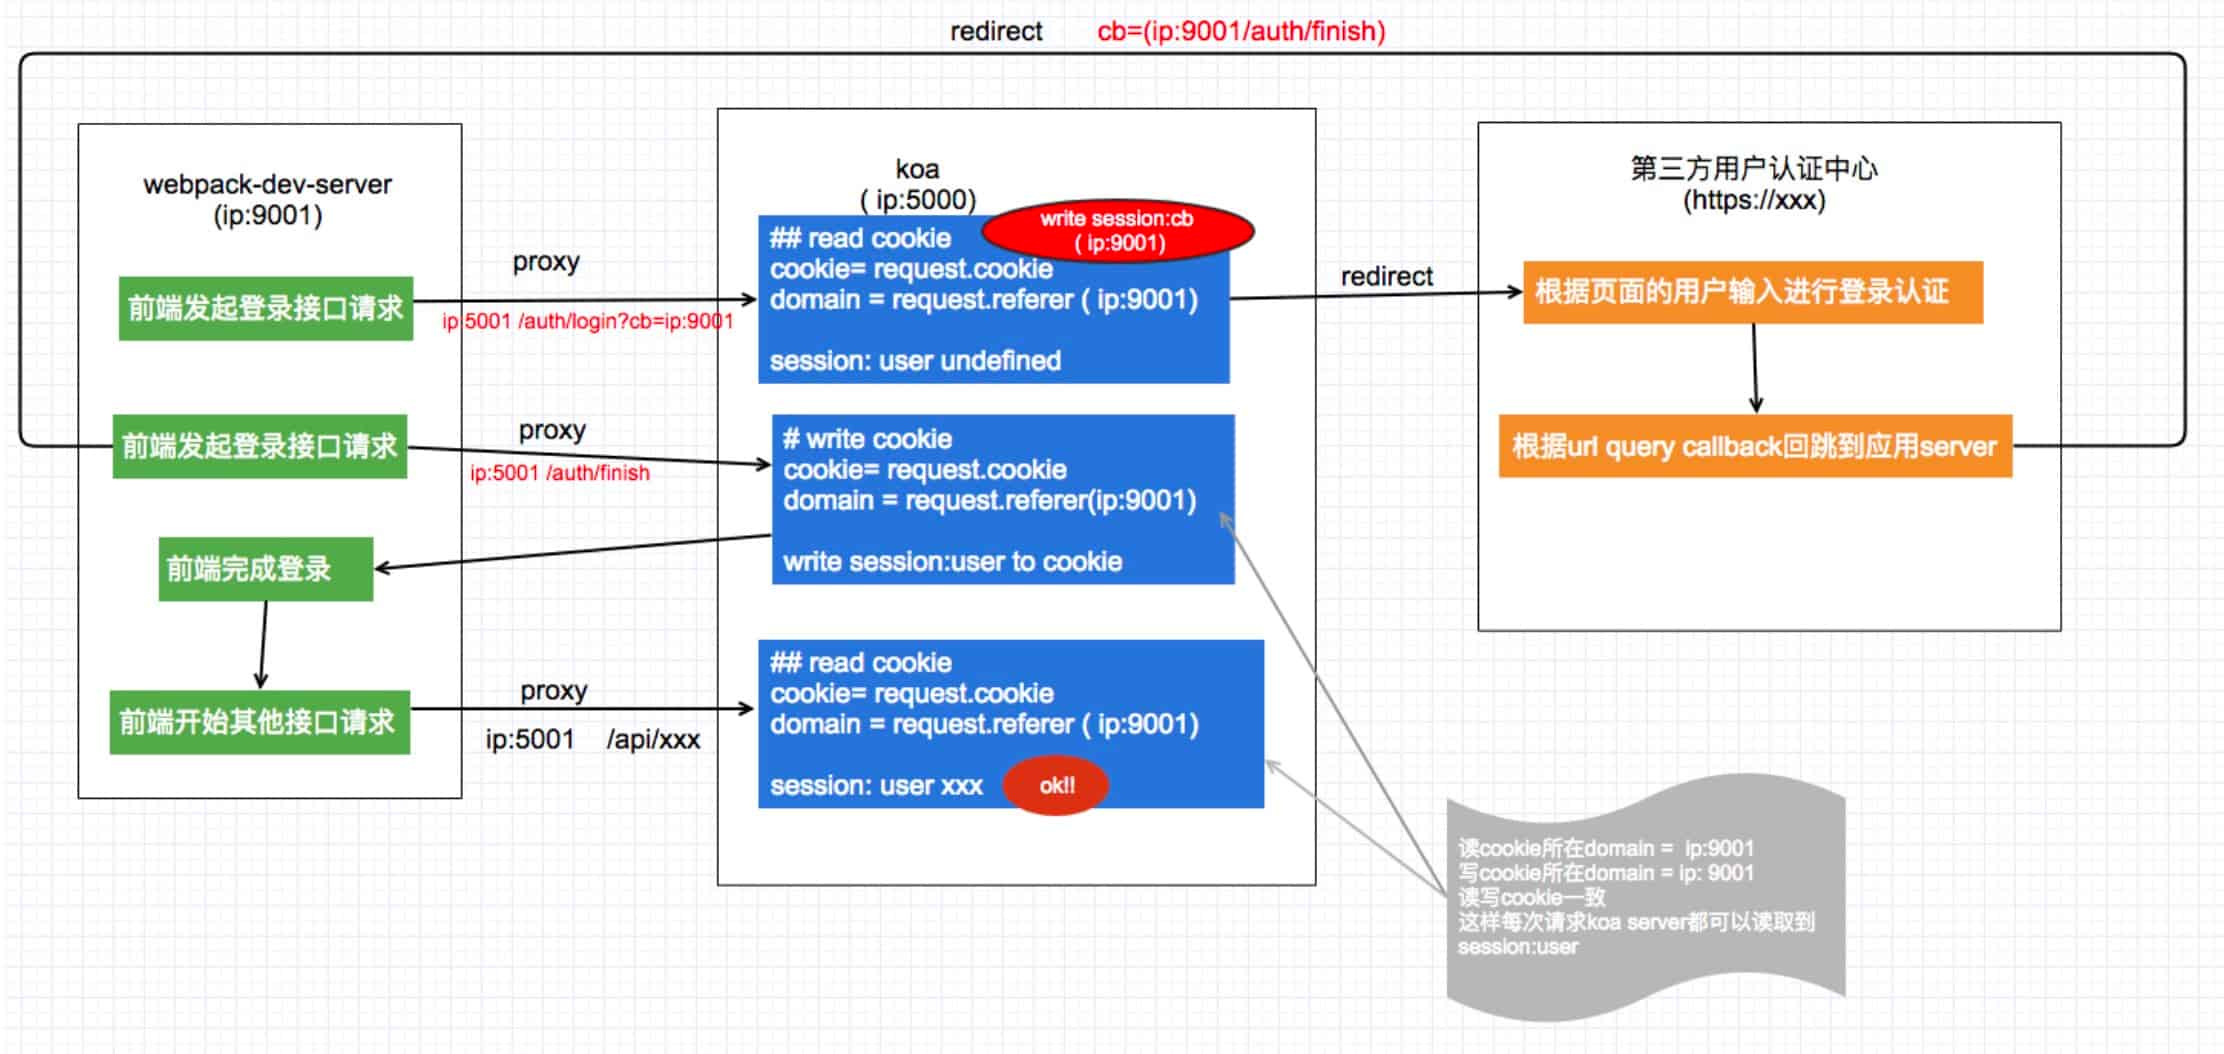 redirect cb=(ip:9001/auth/finish)
webpack-dev-server
(ip:9001)
前端发起登录接口请求
proxy
ip:5001 /auth/login?cb=ip:9001
前端发起登录接口请求
proxy
ip:5001 /auth/finish
前端完成登录
前端开始其他接口请求
proxy
ip:5001 /api/xxx
koa
( ip:5000)
write session:cb
( ip:9001)
## read cookie
cookie= request.cookie
domain = request.referer ( ip:9001)
session: user undefined
# write cookie
cookie= request.cookie
domain = request.referer(ip:9001)
write session:user to cookie
## read cookie
cookie= request.cookie
domain = request.referer ( ip:9001)
session: user xxx
ok!!
redirect
第三方用户认证中心
(https://xxx)
根据页面的用户输入进行登录认证
根据url query callback回跳到应用server
读cookie所在domain = ip:9001
写cookie所在domain = ip: 9001
读写cookie一致
这样每次请求koa server都可以读取到
session:user